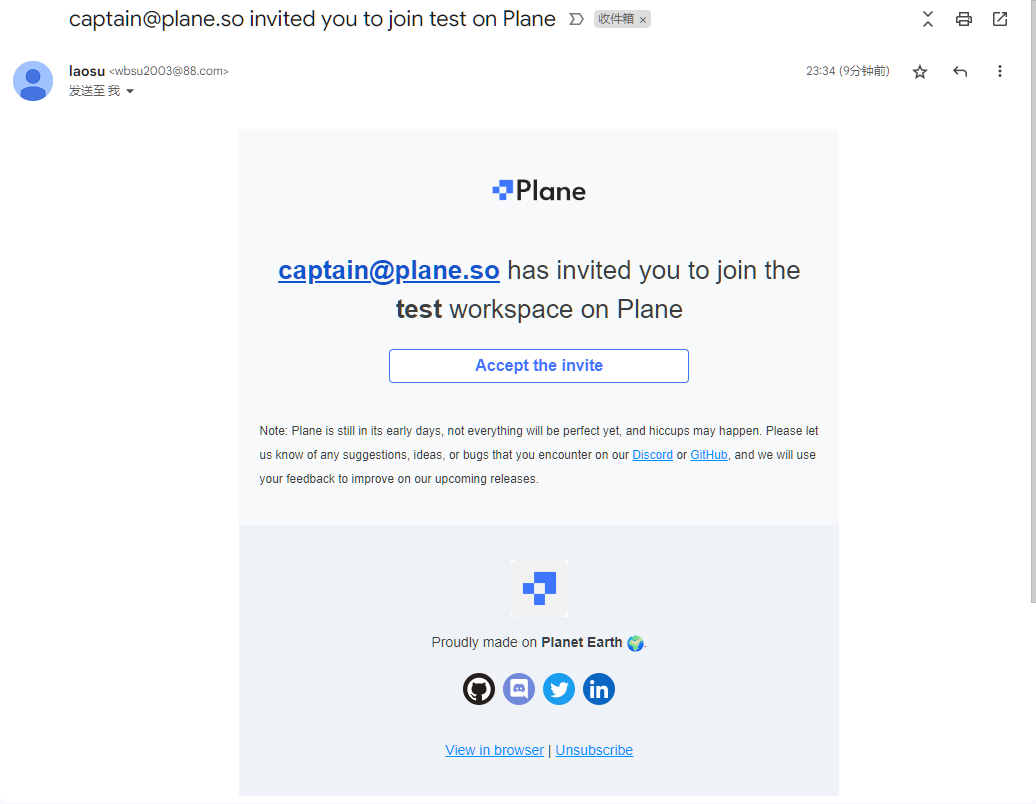 captain@plane.so invited you to join test on Plane 收件箱 ×
laosu <wbsu2003@88.com> 23:34 (9分钟前)
发送至 我
Plane
captain@plane.so has invited you to join the
test workspace on Plane
Accept the invite
Note: Plane is still in its early days, not everything will be perfect yet, and hiccups may happen. Please let
us know of any suggestions, ideas, or bugs that you encounter on our Discord or GitHub, and we will use
your feedback to improve on our upcoming releases.
Proudly made on Planet Earth 🌍.
in
View in browser | Unsubscribe